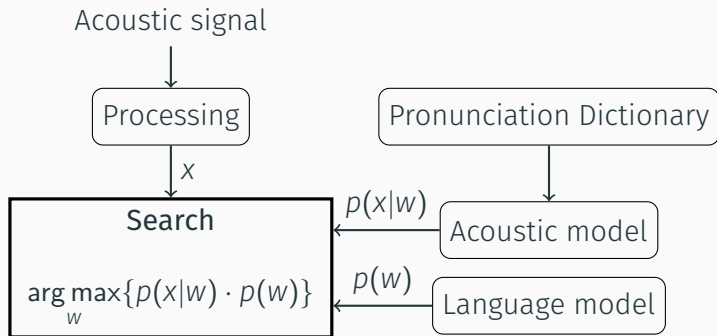 Acoustic signal
Processing
Pronunciation Dictionary
x
Search
p(x|w)
Acoustic model
arg max{p(x|w) · p(w)}
w
p(w)
Language model